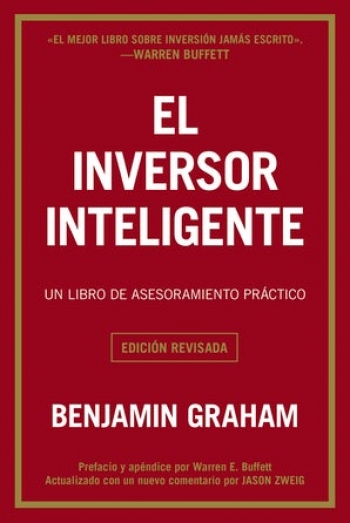 «EL MEJOR LIBRO SOBRE INVERSIÓN JAMÁS ESCRITO».
—WARREN BUFFETT
EL
INVERSOR
INTELIGENTE
UN LIBRO DE ASESORAMIENTO PRÁCTICO
EDICIÓN REVISADA
BENJAMIN GRAHAM
Prefacio y apéndice por Warren E. Buffett
Actualizado con un nuevo comentario por JASON ZWEIG